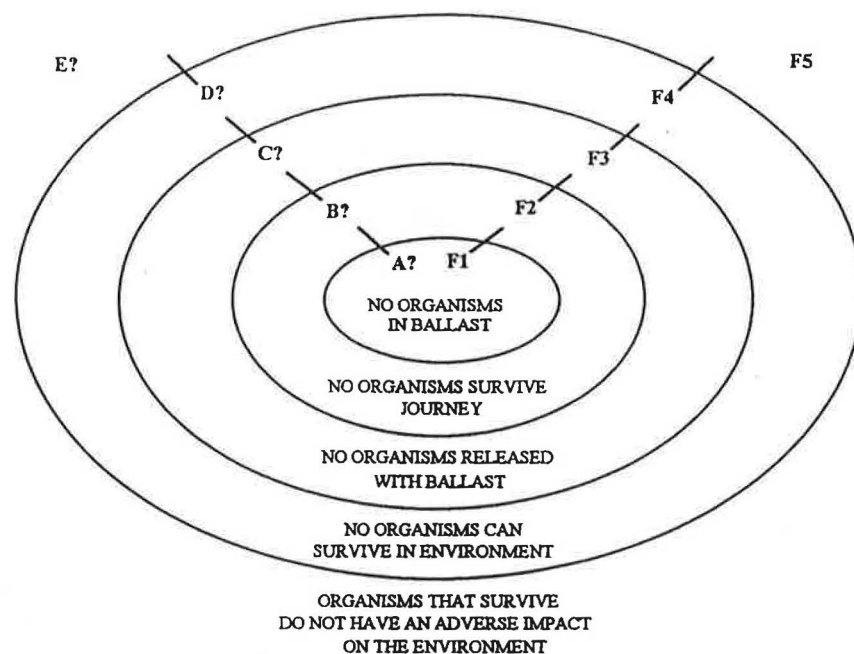 E?
F5
D?
F4
C?
F3
B?
F2
A?
F1
NO ORGANISMS
IN BALLAST
NO ORGANISMS SURVIVE
JOURNEY
NO ORGANISMS RELEASED
WITH BALLAST
NO ORGANISMS CAN
SURVIVE IN ENVIRONMENT
ORGANISMS THAT SURVIVE
DO NOT HAVE AN ADVERSE IMPACT
ON THE ENVIRONMENT